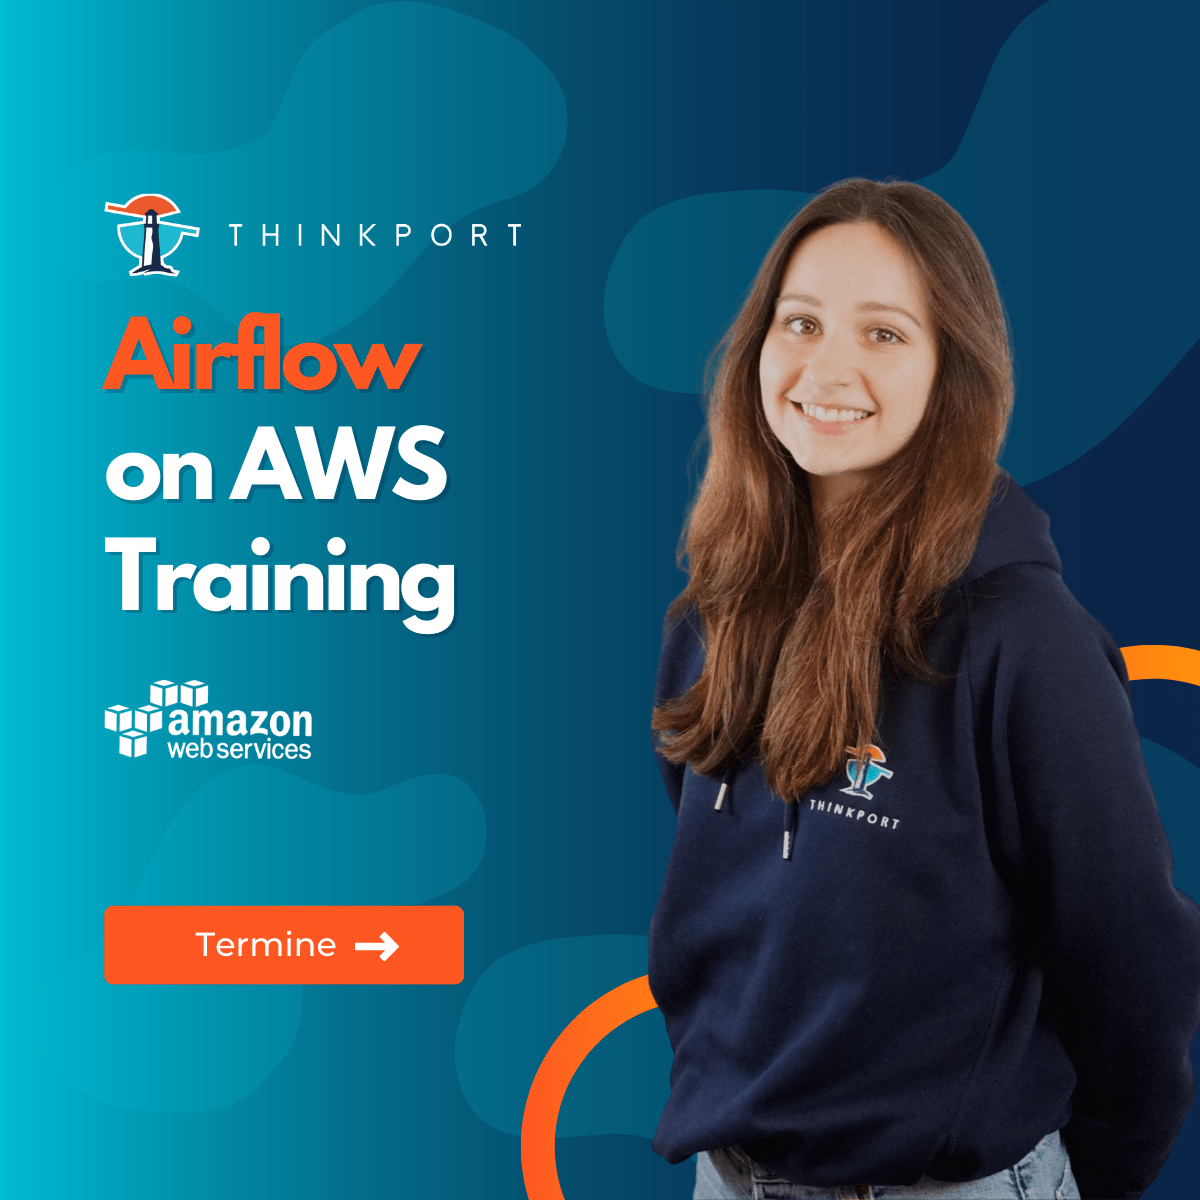 THINKPORT
Airflow
on AWS
Training
amazon
web services
Termine
THINKPORT